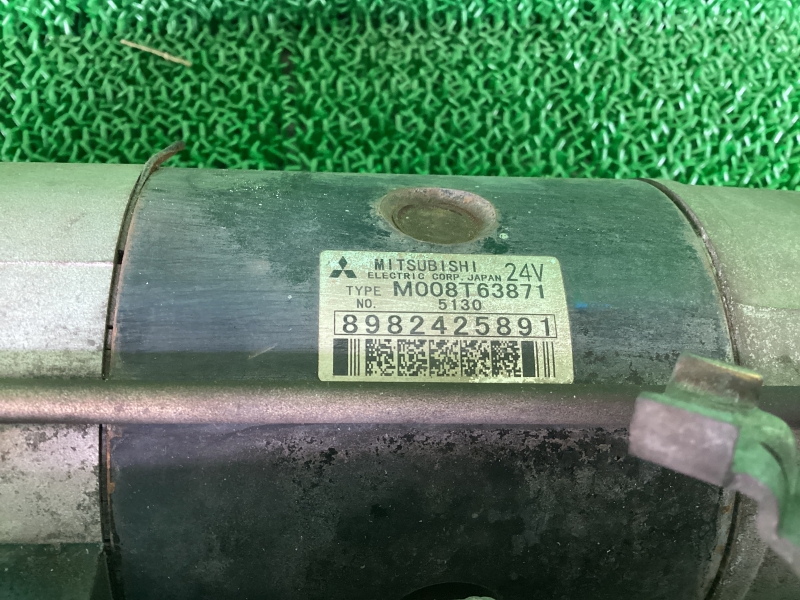 MITSUBISHI 24V
ELECTRIC CORP. JAPAN
TYPE M008T63871
NO. 5130
8982425891